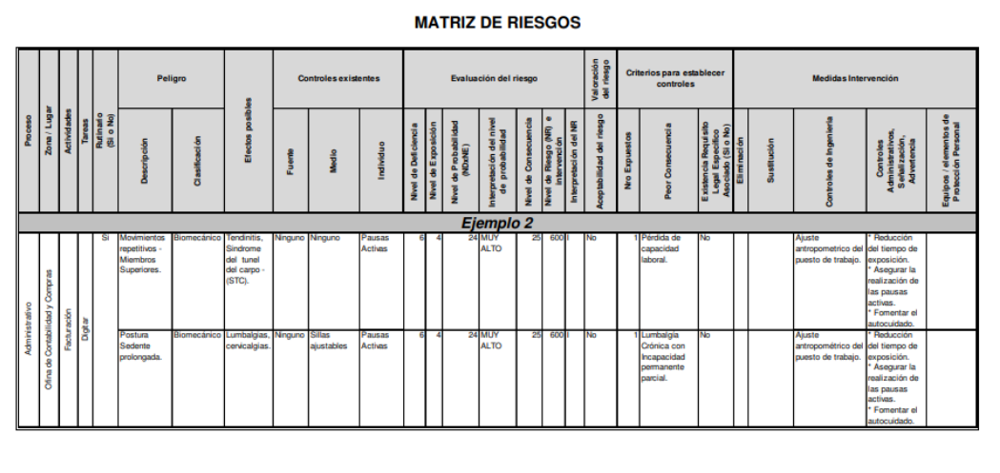 MATRIZ DE RIESGOS
Proceso
Zona / Lugar
Actividades
Tareas
Rutinario
(Si o No)
Peligro
Descripción
Clasificación
Efectos posibles
Controles existentes
Fuente
Medio
Individuo
Evaluación del riesgo
Nivel de Deficiencia
Nivel de Exposición
Nivel de Probabilidad
(NDxNE)
Interpretación del nivel
de probabilidad
Nivel de Consecuencia
Nivel de Riesgo (NR) e
intervención
Interpretación del NR
Valoración
del riesgo
Aceptabilidad del riesgo
Criterios para establecer
controles
Nro Expuestos
Peor Consecuencia
Existencia Requisito
Legal Específico
Asociado (Si o No)
Medidas Intervención
Eliminación
Sustitución
Controles de Ingeniería
Controles
Administrativos,
Señalización,
Advertencia
Equipos / elementos de
Protección Personal
Ejemplo 2
Administrativo
Ofina de Contabilidad y Compras
Facturación
Digitar
Si
Movimientos
repetitivos -
Miembros
Superiores.
Biomecánico
Tendinitis,
Sindrome
del tunel
del carpo -
(STC).
Ninguno
Ninguno
Pausas
Activas
6
4
24
MUY
ALTO
25
600
I
No
1
Pérdida de
capacidad
laboral.
No
Ajuste
antropometrico del
puesto de trabajo.
* Reducción
del tiempo de
exposición.
* Asegurar la
realización de
las pausas
activas.
* Fomentar el
autocuidado.
Postura
Sedente
prolongada.
Biomecánico
Lumbalgias,
cervicalgias.
Ninguno
Sillas
ajustables
Pausas
Activas
6
4
24
MUY
ALTO
25
600
I
No
1
Lumbalgía
Crónica con
Incapacidad
permanente
parcial.
No
Ajuste
antropométrico del
puesto de trabajo.
* Reducción
del tiempo de
exposición.
* Asegurar la
realización de
las pausas
activas.
* Fomentar el
autocuidado.